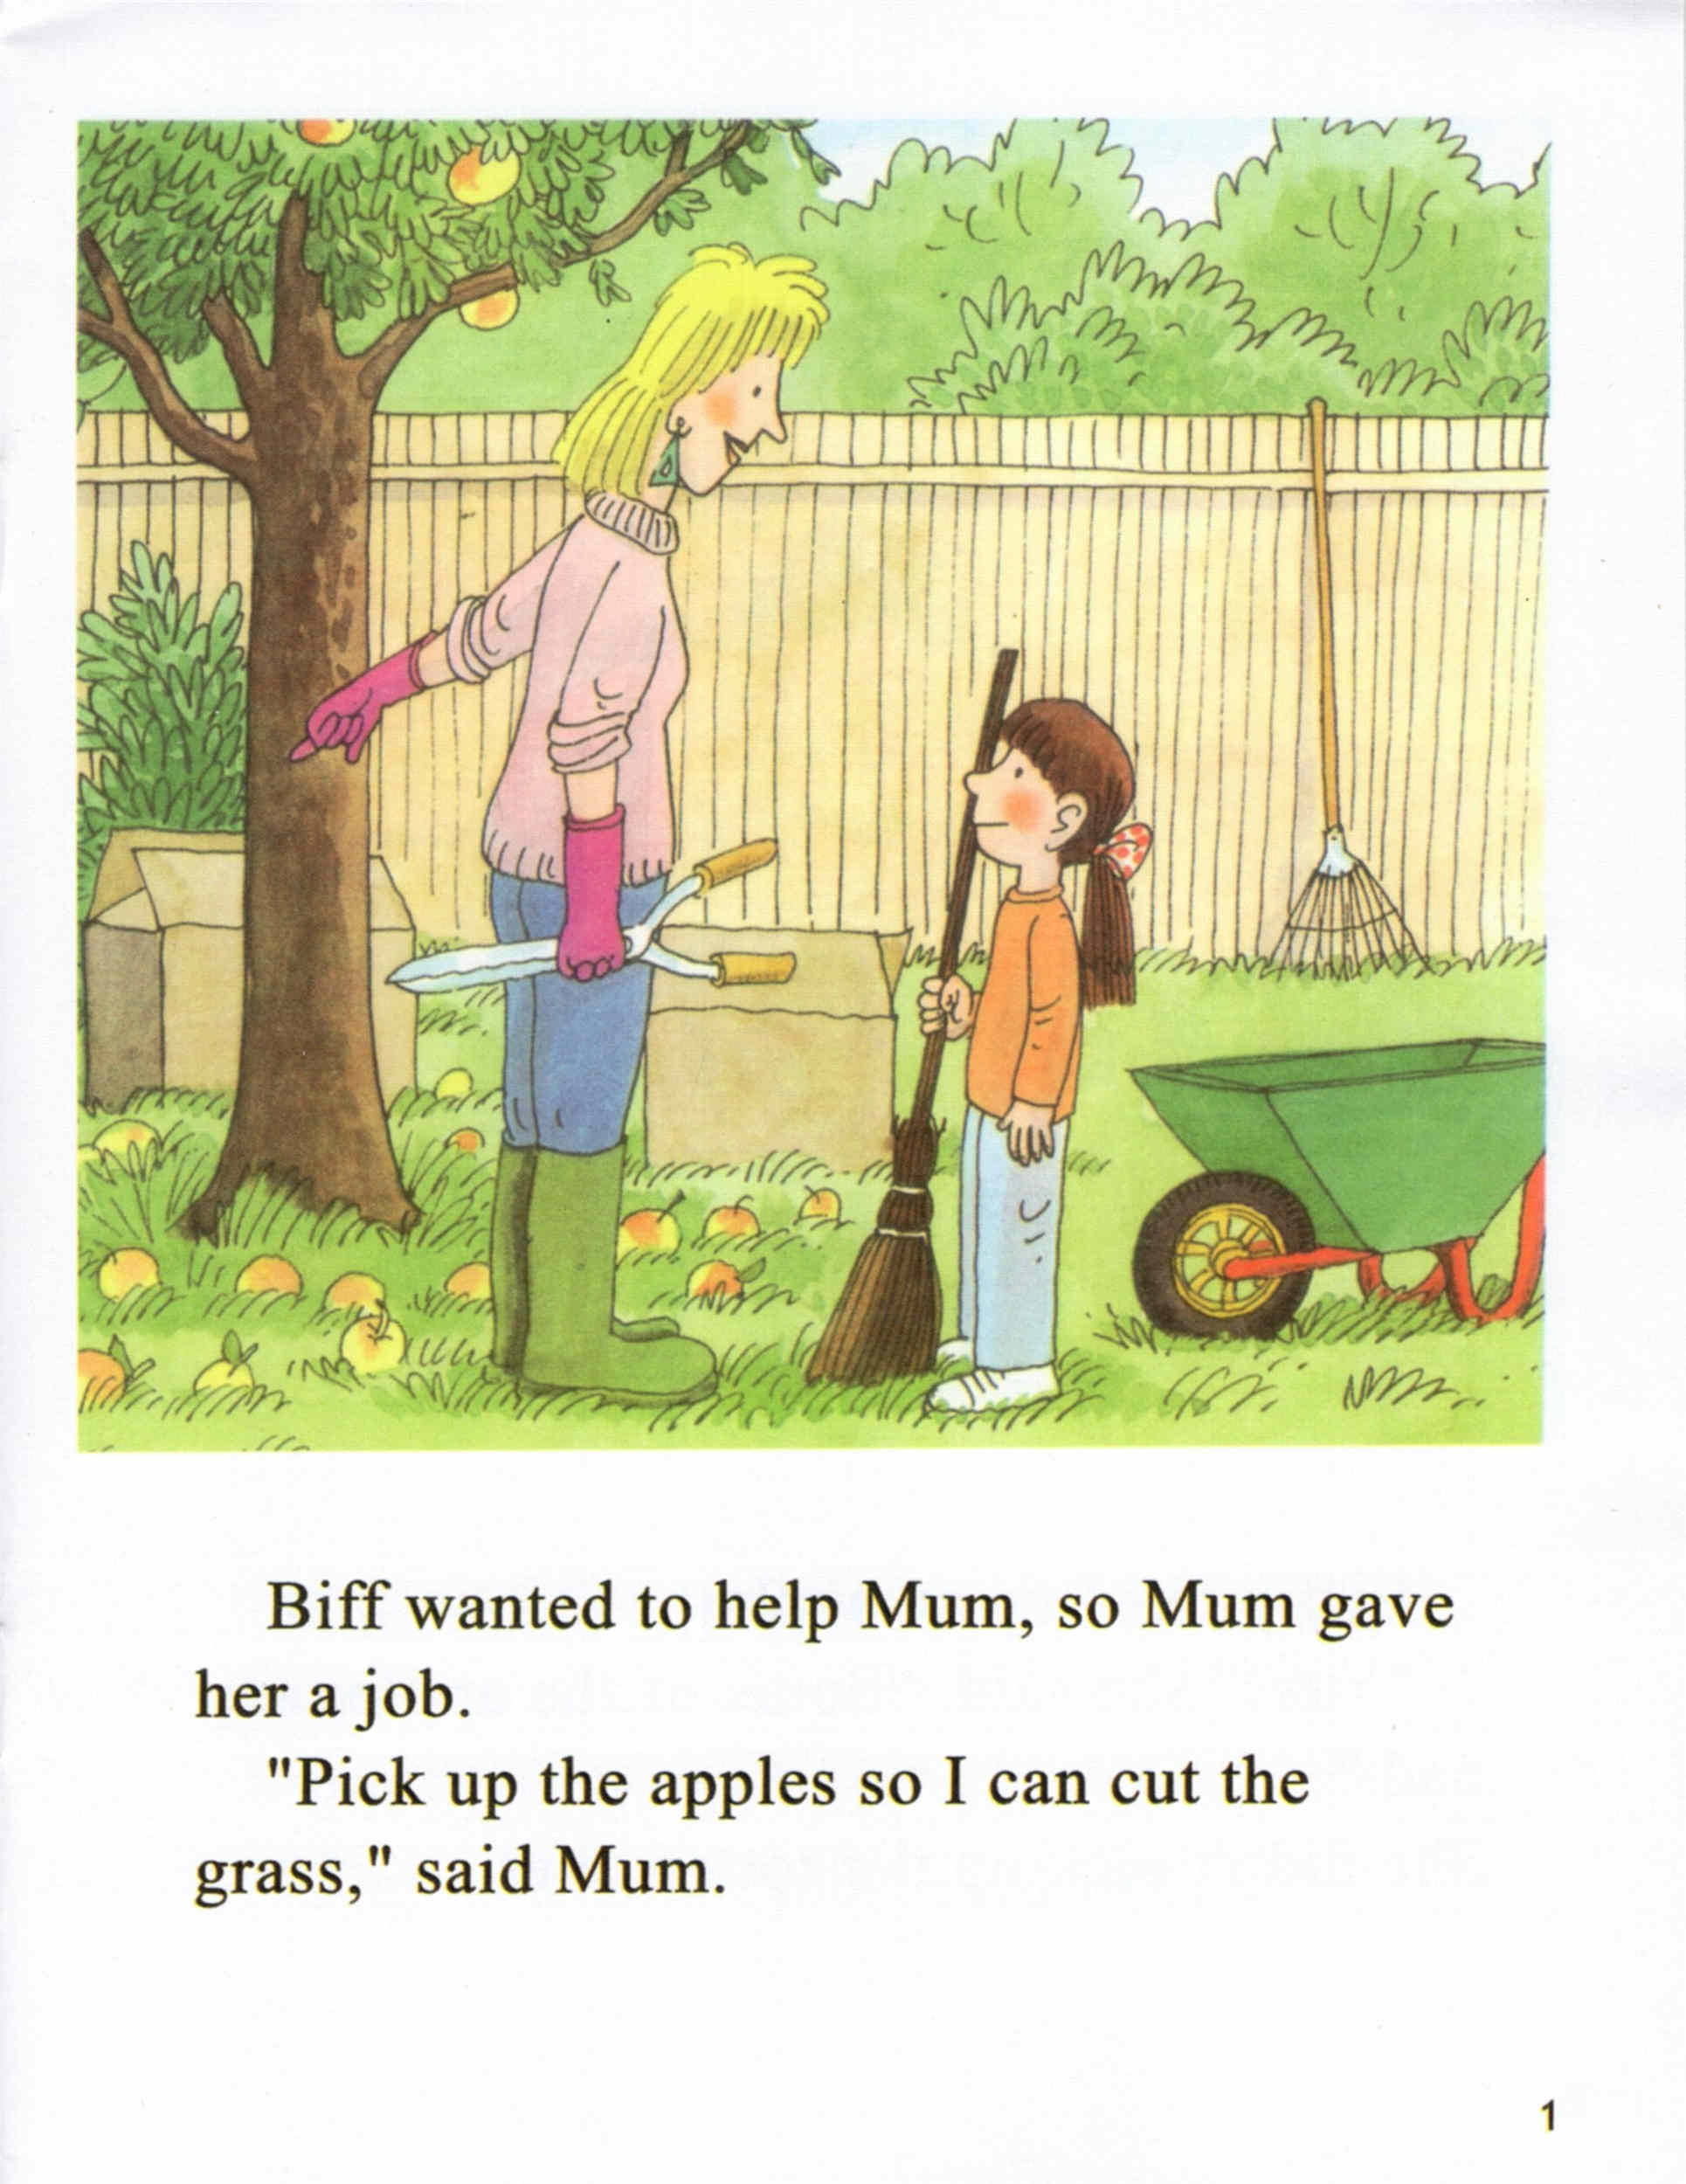 Biff wanted to help Mum, so Mum gave
her a job.
"Pick up the apples so I can cut the
grass," said Mum.
1